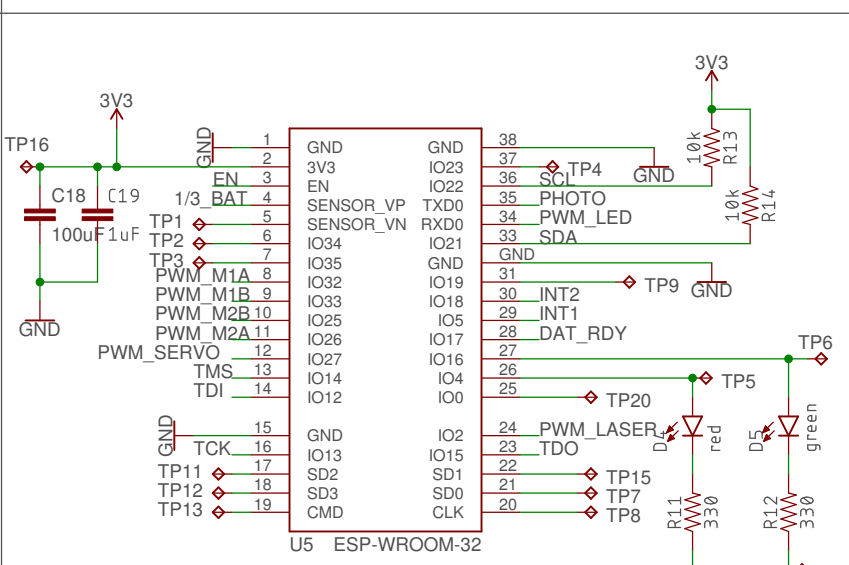 3V3
3V3
TP16
C18
C19
100uF
1uF
GND
GND
EN
1/3_BAT
TP1
TP2
TP3
PWM_M1A
PWM_M1B
PWM_M2B
PWM_M2A
PWM_SERVO
TMS
TDI
GND
TCK
TP11
TP12
TP13
1 GND GND 38
2 3V3 IO23 37
3 EN IO22 36
4 SENSOR_VP TXD0 35
5 SENSOR_VN RXD0 34
6 IO34 IO21 33
7 IO35 GND GND
8 IO32 IO19 31
9 IO33 IO18 30
10 IO25 IO5 29
11 IO26 IO17 28
12 IO27 IO16 27
13 IO14 IO4 26
14 IO12 IO0 25
15 GND IO2 24
16 IO13 IO15 23
17 SD2 SD1 22
18 SD3 SD0 21
19 CMD CLK 20
U5 ESP-WROOM-32
TP4
GND
SCL
PHOTO
PWM_LED
SDA
10k
R13
10k
R14
TP9
GND
INT2
INT1
DAT_RDY
TP6
TP5
TP20
PWM_LASER
TDO
TP15
TP7
TP8
D4
red
D5
green
R11
330
R12
330